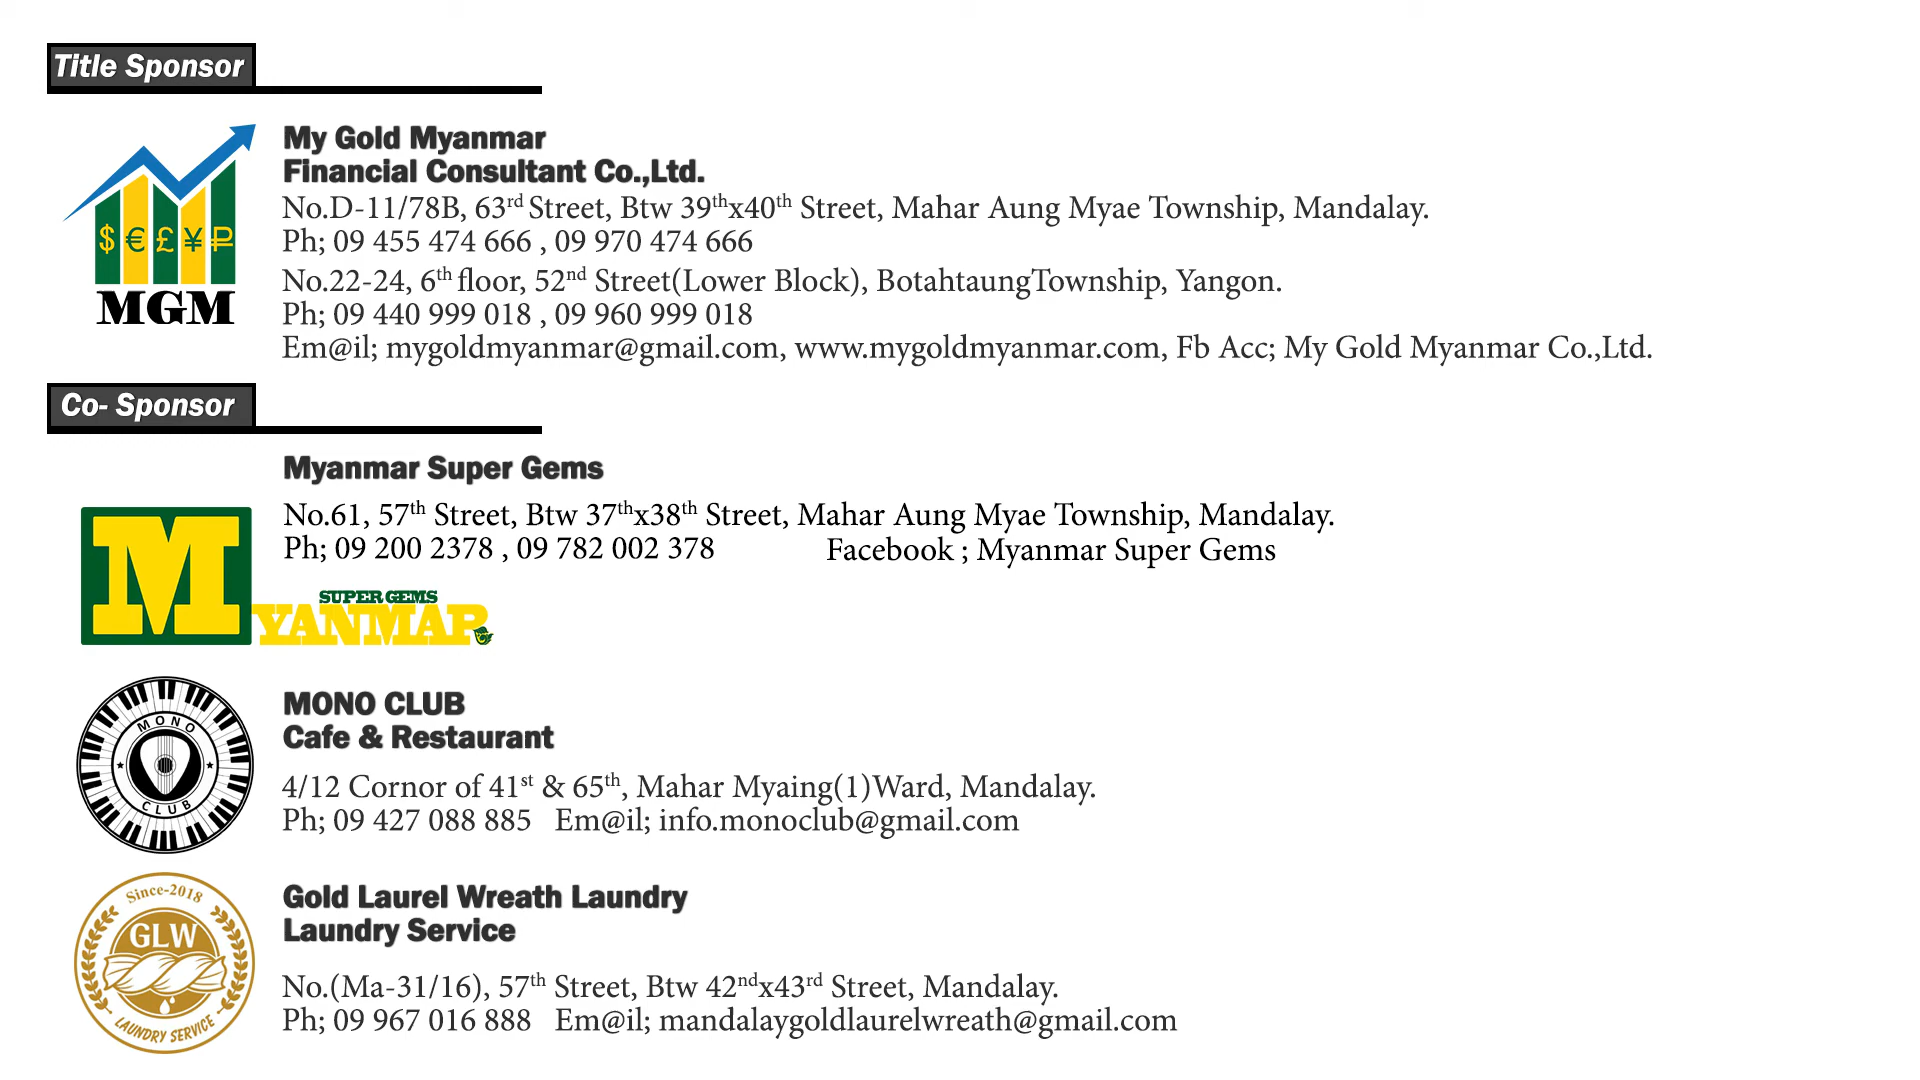 Title Sponsor
My Gold Myanmar
Financial Consultant Co.,Ltd.
No.D-11/78B, 63rd Street, Btw 39thx40th Street, Mahar Aung Myae Township, Mandalay.
Ph; 09 455 474 666 , 09 970 474 666
No.22-24, 6th floor, 52nd Street(Lower Block), BotahtaungTownship, Yangon.
Ph; 09 440 999 018 , 09 960 999 018
Em@il; mygoldmyanmar@gmail.com, www.mygoldmyanmar.com, Fb Acc; My Gold Myanmar Co.,Ltd.
$ € £ ¥ ₽
MGM
Co- Sponsor
Myanmar Super Gems
No.61, 57th Street, Btw 37thx38th Street, Mahar Aung Myae Township, Mandalay.
Ph; 09 200 2378 , 09 782 002 378 Facebook ; Myanmar Super Gems
SUPER GEMS
MYANMAR
MONO CLUB
Cafe & Restaurant
4/12 Cornor of 41st & 65th, Mahar Myaing(1)Ward, Mandalay.
Ph; 09 427 088 885 Em@il; info.monoclub@gmail.com
MONO
CLUB
Gold Laurel Wreath Laundry
Laundry Service
No.(Ma-31/16), 57th Street, Btw 42ndx43rd Street, Mandalay.
Ph; 09 967 016 888 Em@il; mandalaygoldlaurelwreath@gmail.com
Since-2018
GLW
LAUNDRY SERVICE